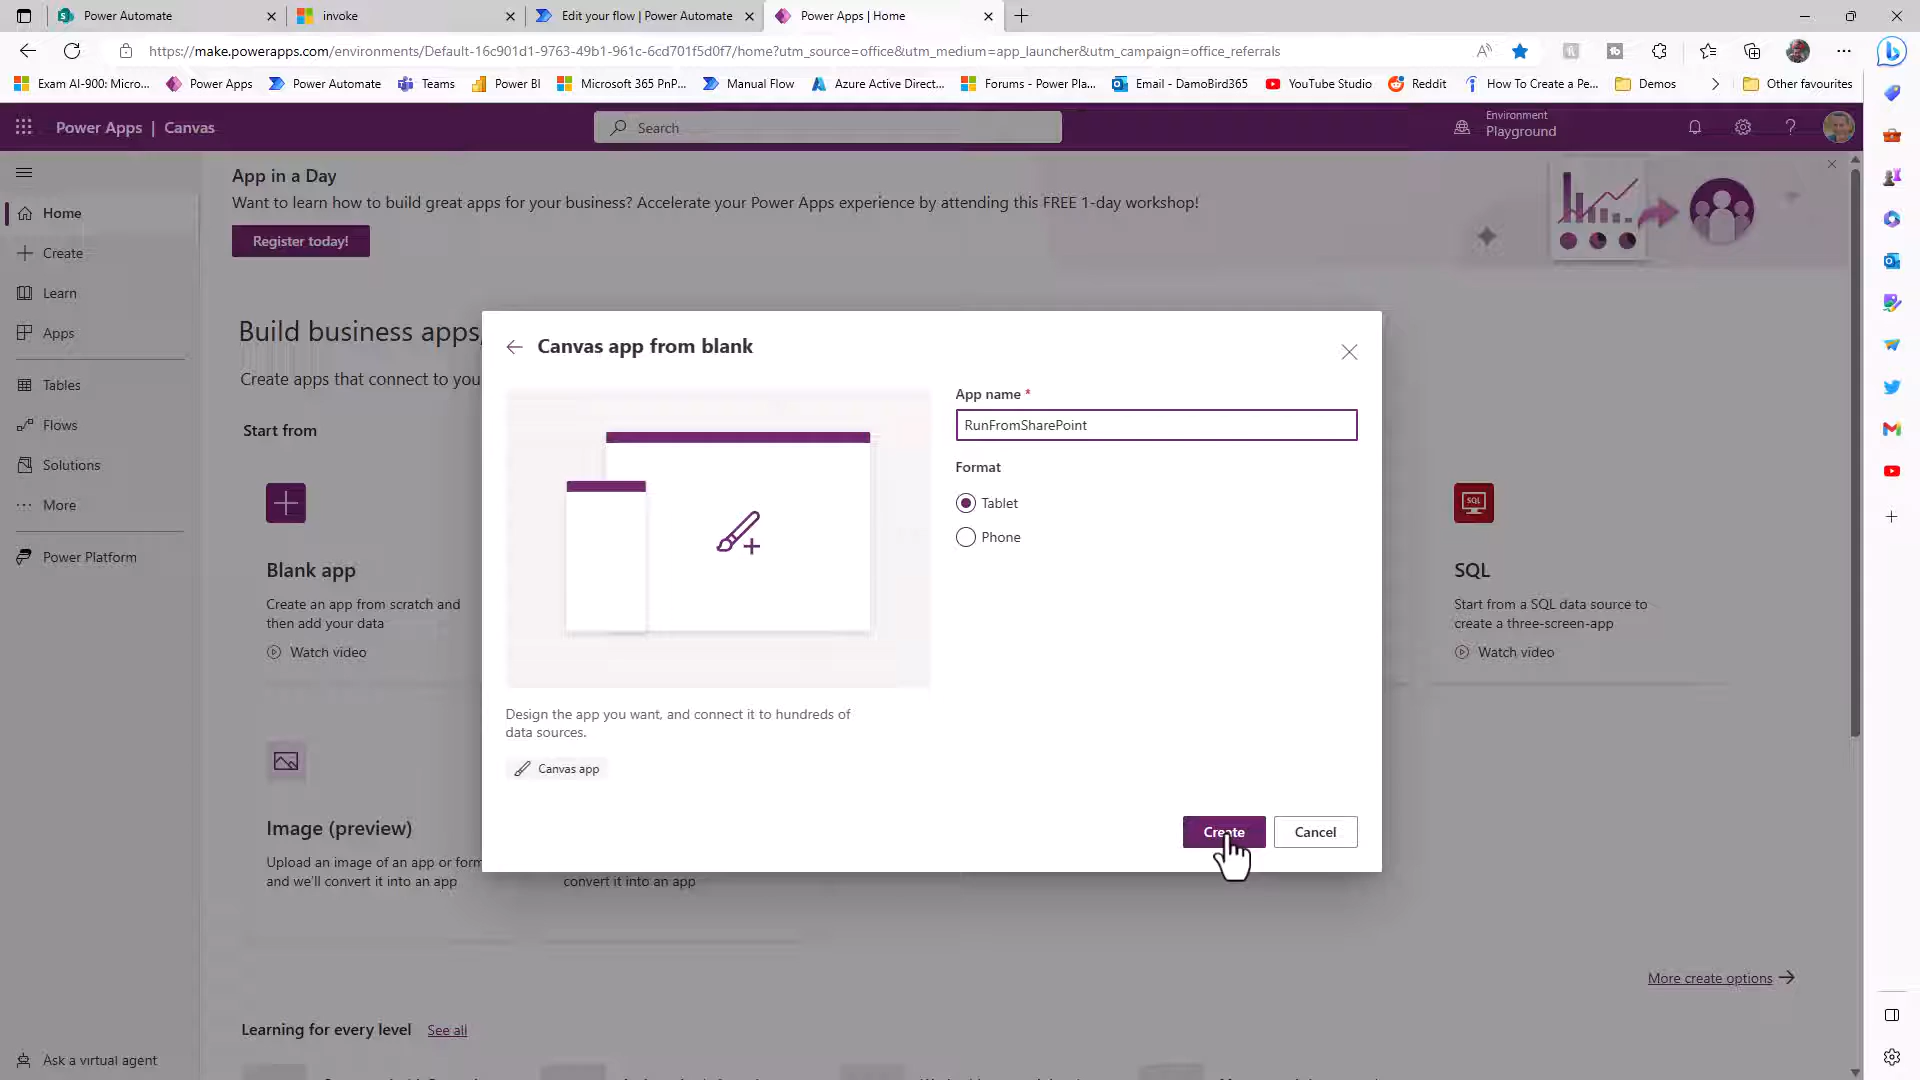 Power Automate
invoke
Edit your flow | Power Automate
Power Apps | Home
https://make.powerapps.com/environments/Default-16c901d1-9763-49b1-961c-6cd701f5d0f7/home?utm_source=office&utm_medium=app_launcher&utm_campaign=office_referrals
Exam AI-900: Micro...
Power Apps
Power Automate
Teams
Power BI
Microsoft 365 PnP...
Manual Flow
Azure Active Direct...
Forums - Power Pla...
Email - DamoBird365
YouTube Studio
Reddit
How To Create a Pe...
Demos
Other favourites
Power Apps | Canvas
Search
Environment
Playground
Home
Create
Learn
Apps
Tables
Flows
Solutions
More
Power Platform
Ask a virtual agent
App in a Day
Want to learn how to build great apps for your business? Accelerate your Power Apps experience by attending this FREE 1-day workshop!
Register today!
Build business apps,
Create apps that connect to you
Start from
Blank app
Create an app from scratch and
then add your data
Watch video
SQL
SQL
Start from a SQL data source to
create a three-screen-app
Watch video
Image (preview)
Upload an image of an app or form
and we'll convert it into an app
convert it into an app
Canvas app from blank
App name *
RunFromSharePoint
Format
Tablet
Phone
Design the app you want, and connect it to hundreds of
data sources.
Canvas app
Create
Cancel
More create options
Learning for every level
See all